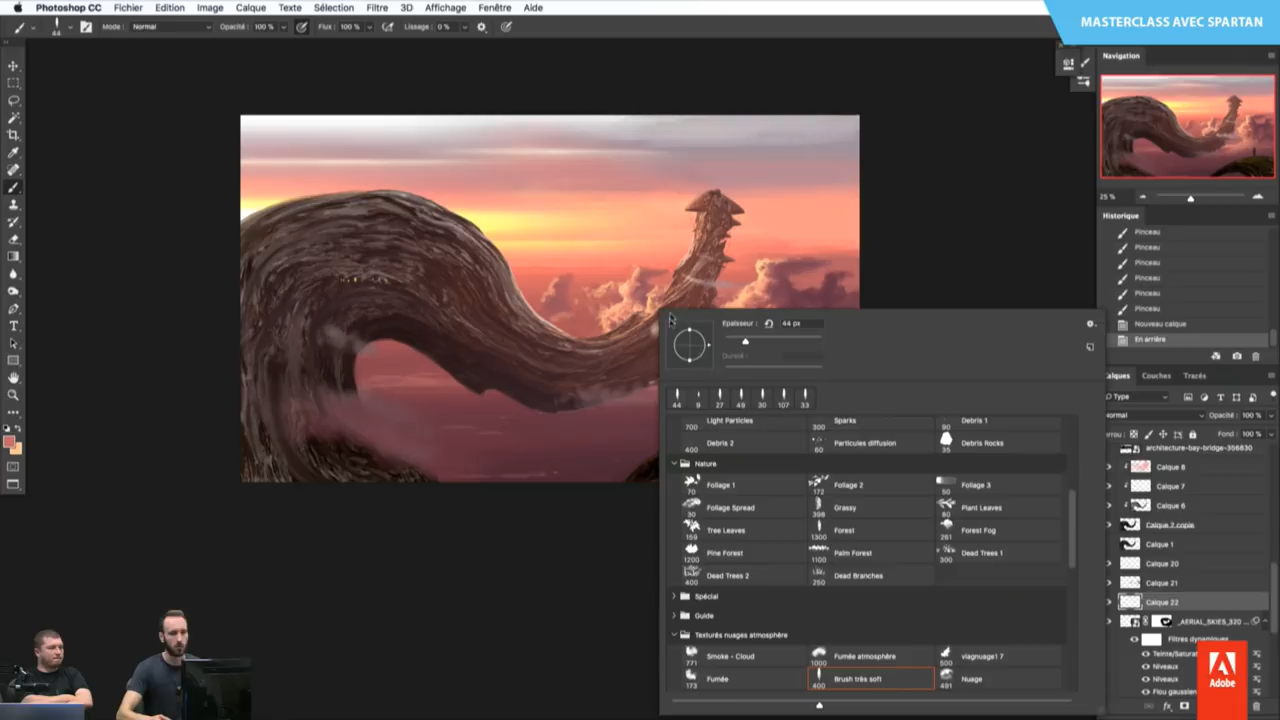 Photoshop CC Fichier Edition Image Calque Texte Sélection Filtre 3D Affichage Fenêtre Aide
MASTERCLASS AVEC SPARTAN
44 Mode : Normal Opacité : 100 % Flux : 100 % Lissage : 0 %
Navigation
25 %
Historique
Pinceau
Pinceau
Pinceau
Pinceau
Pinceau
Pinceau
Nouveau calque
En arrière
Epaisseur : 44 px
Dureté :
44 9 27 49 30 107 33
Light Particles Sparks Debris 1
700 300 90
Debris 2 Particules diffusion Debris Rocks
400 60 35
Nature
Foliage 1 Foliage 2 Foliage 3
70 172 50
Foliage Spread Grassy Plant Leaves
30 398 80
Tree Leaves Forest Forest Fog
159 1300 261
Pine Forest Palm Forest Dead Trees 1
1200 1100 300
Dead Trees 2 Dead Branches
400 250
Spécial
Guide
Texturés nuages atmosphère
Smoke - Cloud Fumée atmosphère viagnuage1 7
771 1000 500
Fumée Brush très soft Nuage
173 400 491
Calques Couches Tracés
Type
Normal Opacité : 100 %
Fond : 100 %
architecture-bay-bridge-356830
Calque 8
Calque 7
Calque 6
Calque 2 copie
Calque 1
Calque 20
Calque 21
Calque 22
_AERIAL_SKIES_320 ...
Filtres dynamiques
Teinte/Saturat
Niveaux
Niveaux
Flou gaussien
fx
Adobe